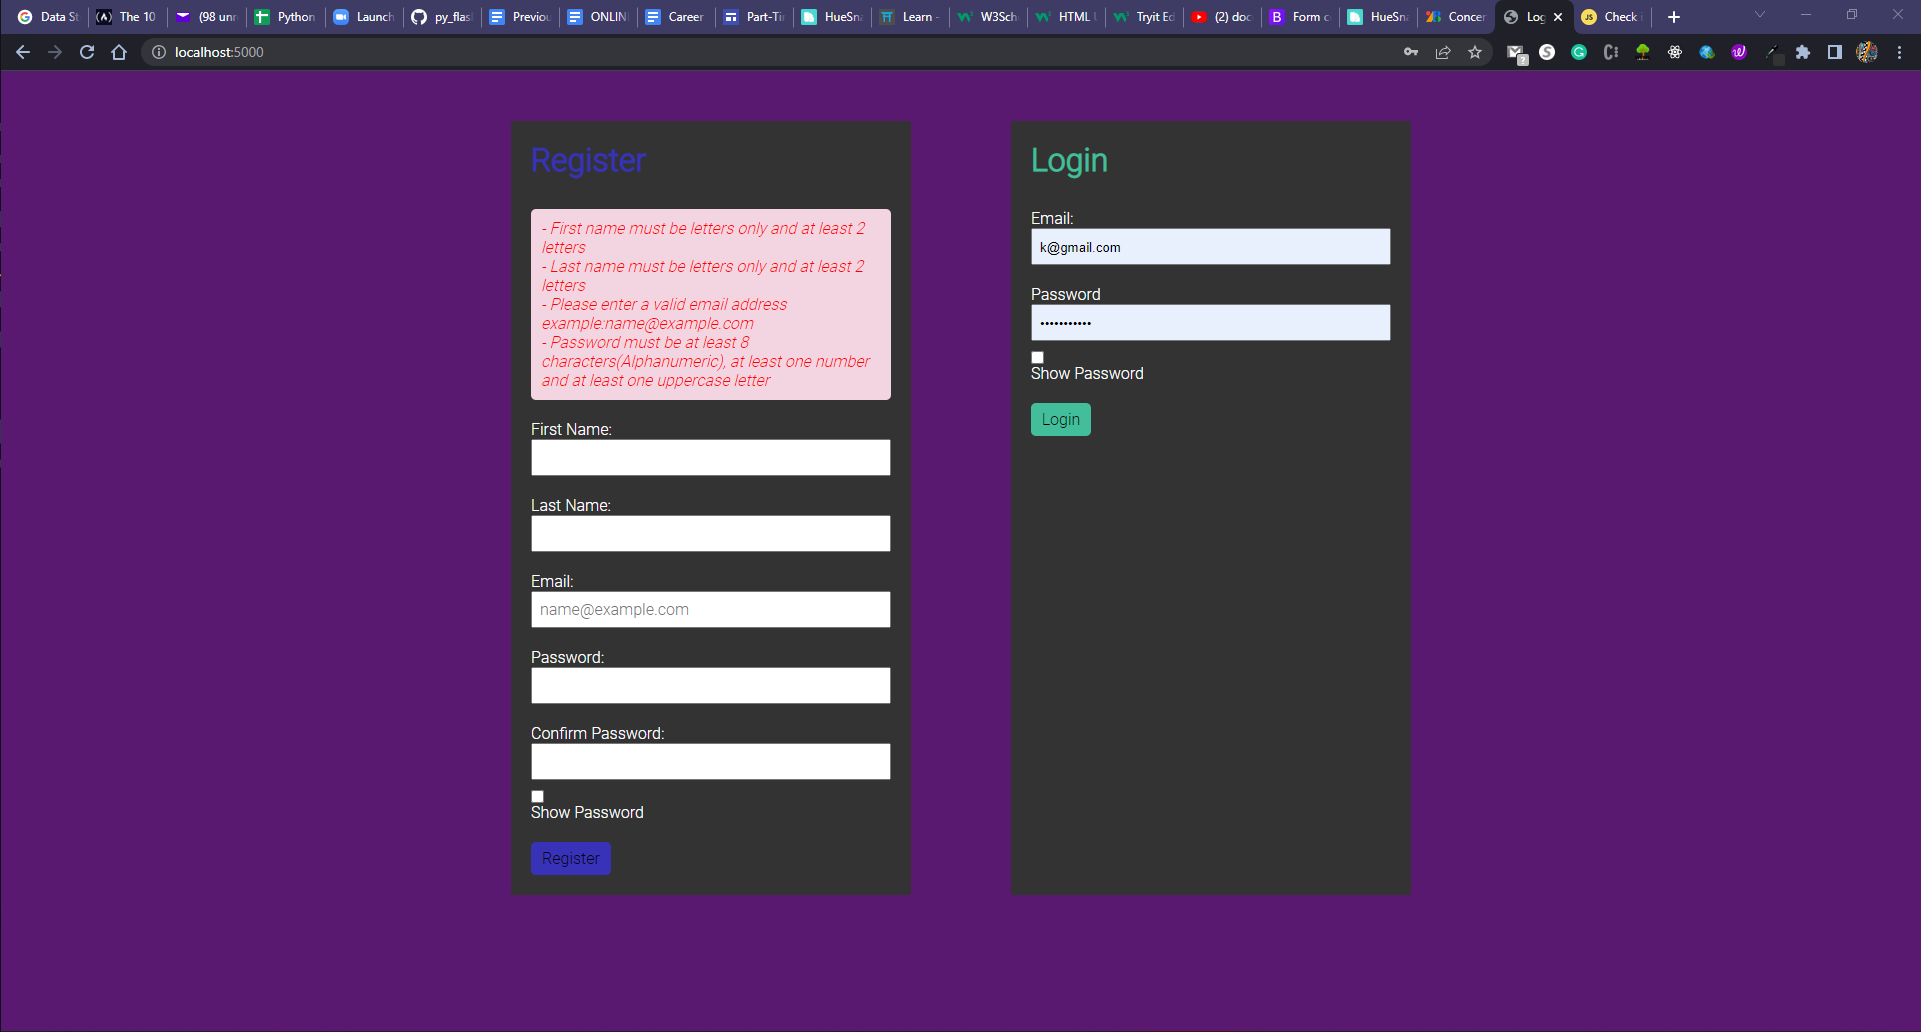 Data St
The 10
(98 unr
Python
Launch
py_flas
Previou
ONLIN
Career
Part-Ti
HueSna
Learn -
W3Sch
HTML
Tryit Ed
(2) doc
Form c
HueSna
Concer
Log
Check i
localhost:5000
Register
- First name must be letters only and at least 2
letters
- Last name must be letters only and at least 2
letters
- Please enter a valid email address
example:name@example.com
- Password must be at least 8
characters(Alphanumeric), at least one number
and at least one uppercase letter
First Name:
Last Name:
Email:
name@example.com
Password:
Confirm Password:
Show Password
Register
Login
Email:
k@gmail.com
Password
•••••••••••
Show Password
Login